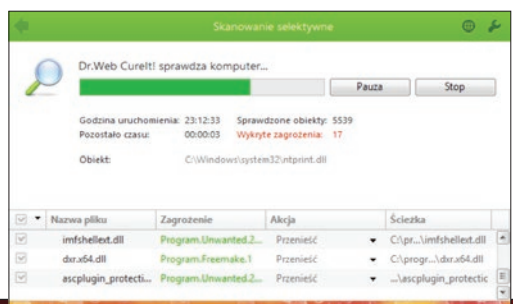 Skanowanie selektywne
Dr.Web CureIt! sprawdza komputer...
Pauza
Stop
Godzina uruchomienia: 23:12:33 Sprawdzone obiekty: 5539
Pozostało czasu: 00:00:03 Wykryte zagrożenia: 17
Obiekt: C:\Windows\system32\ntprint.dll
Nazwa pliku Zagrożenie Akcja Ścieżka
imfshellext.dll Program.Unwanted.2... Przenieść C:\pr...\imfshellext.dll
dxr.x64.dll Program.Freemake.1 Przenieść C:\progr...\dxr.x64.dll
ascplugin_protecti... Program.Unwanted.2... Przenieść ...\ascplugin_protectic